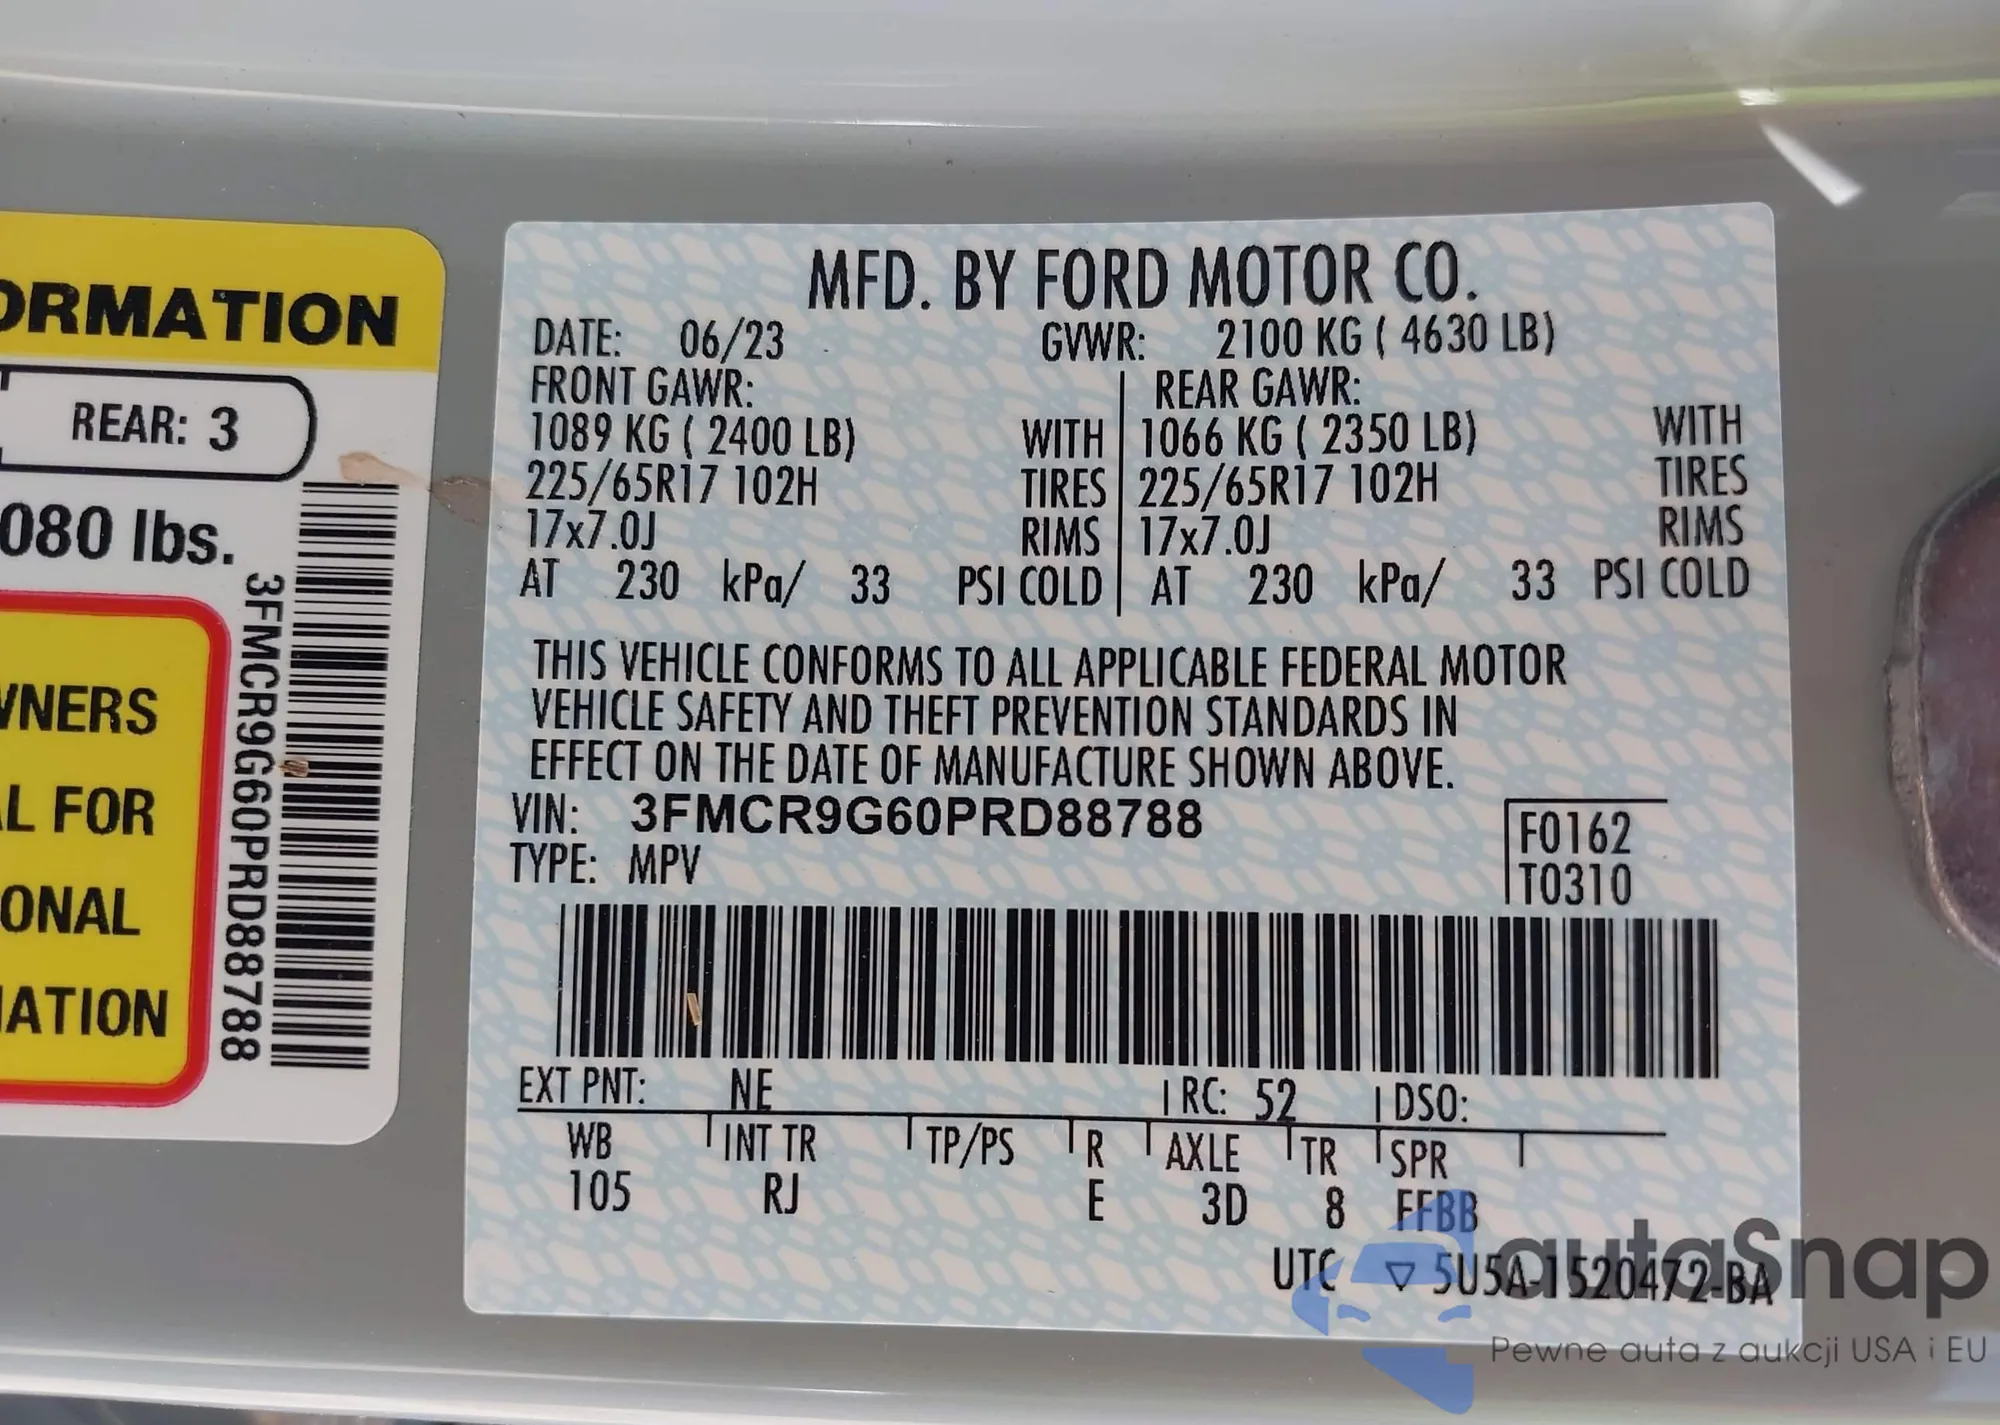 ORMATION
REAR: 3
080 lbs.
WNERS
AL FOR
ONAL
MATION
3FMCR9G60PRD88788
MFD. BY FORD MOTOR CO.
DATE: 06/23 GVWR: 2100 KG ( 4630 LB)
FRONT GAWR: REAR GAWR:
1089 KG ( 2400 LB) WITH 1066 KG ( 2350 LB) WITH
225/65R17 102H TIRES 225/65R17 102H TIRES
17x7.0J RIMS 17x7.0J RIMS
AT 230 kPa/ 33 PSI COLD AT 230 kPa/ 33 PSI COLD
THIS VEHICLE CONFORMS TO ALL APPLICABLE FEDERAL MOTOR
VEHICLE SAFETY AND THEFT PREVENTION STANDARDS IN
EFFECT ON THE DATE OF MANUFACTURE SHOWN ABOVE.
VIN: 3FMCR9G60PRD88788
TYPE: MPV
F0162
T0310
EXT PNT: NE RC: 52 DSO:
WB INT TR TP/PS R AXLE TR SPR
105 RJ E 3D 8 FFBB
UTC ▽ 5U5A-1520472-BA
autaSnap
Pewne auta z aukcji USA i EU